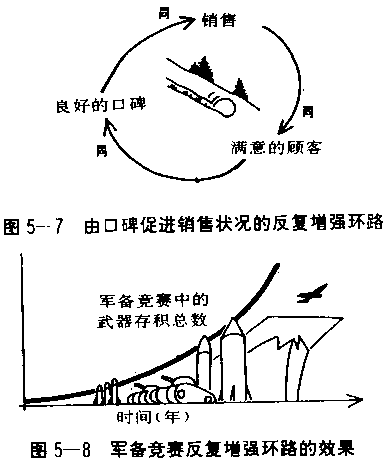 同
销售
良好的口碑
同
同
满意的顾客
图5—7 由口碑促进销售状况的反复增强环路
军备竞赛中的
武器存积总数
时间(年)
图5—8 军备竞赛反复增强环路的效果